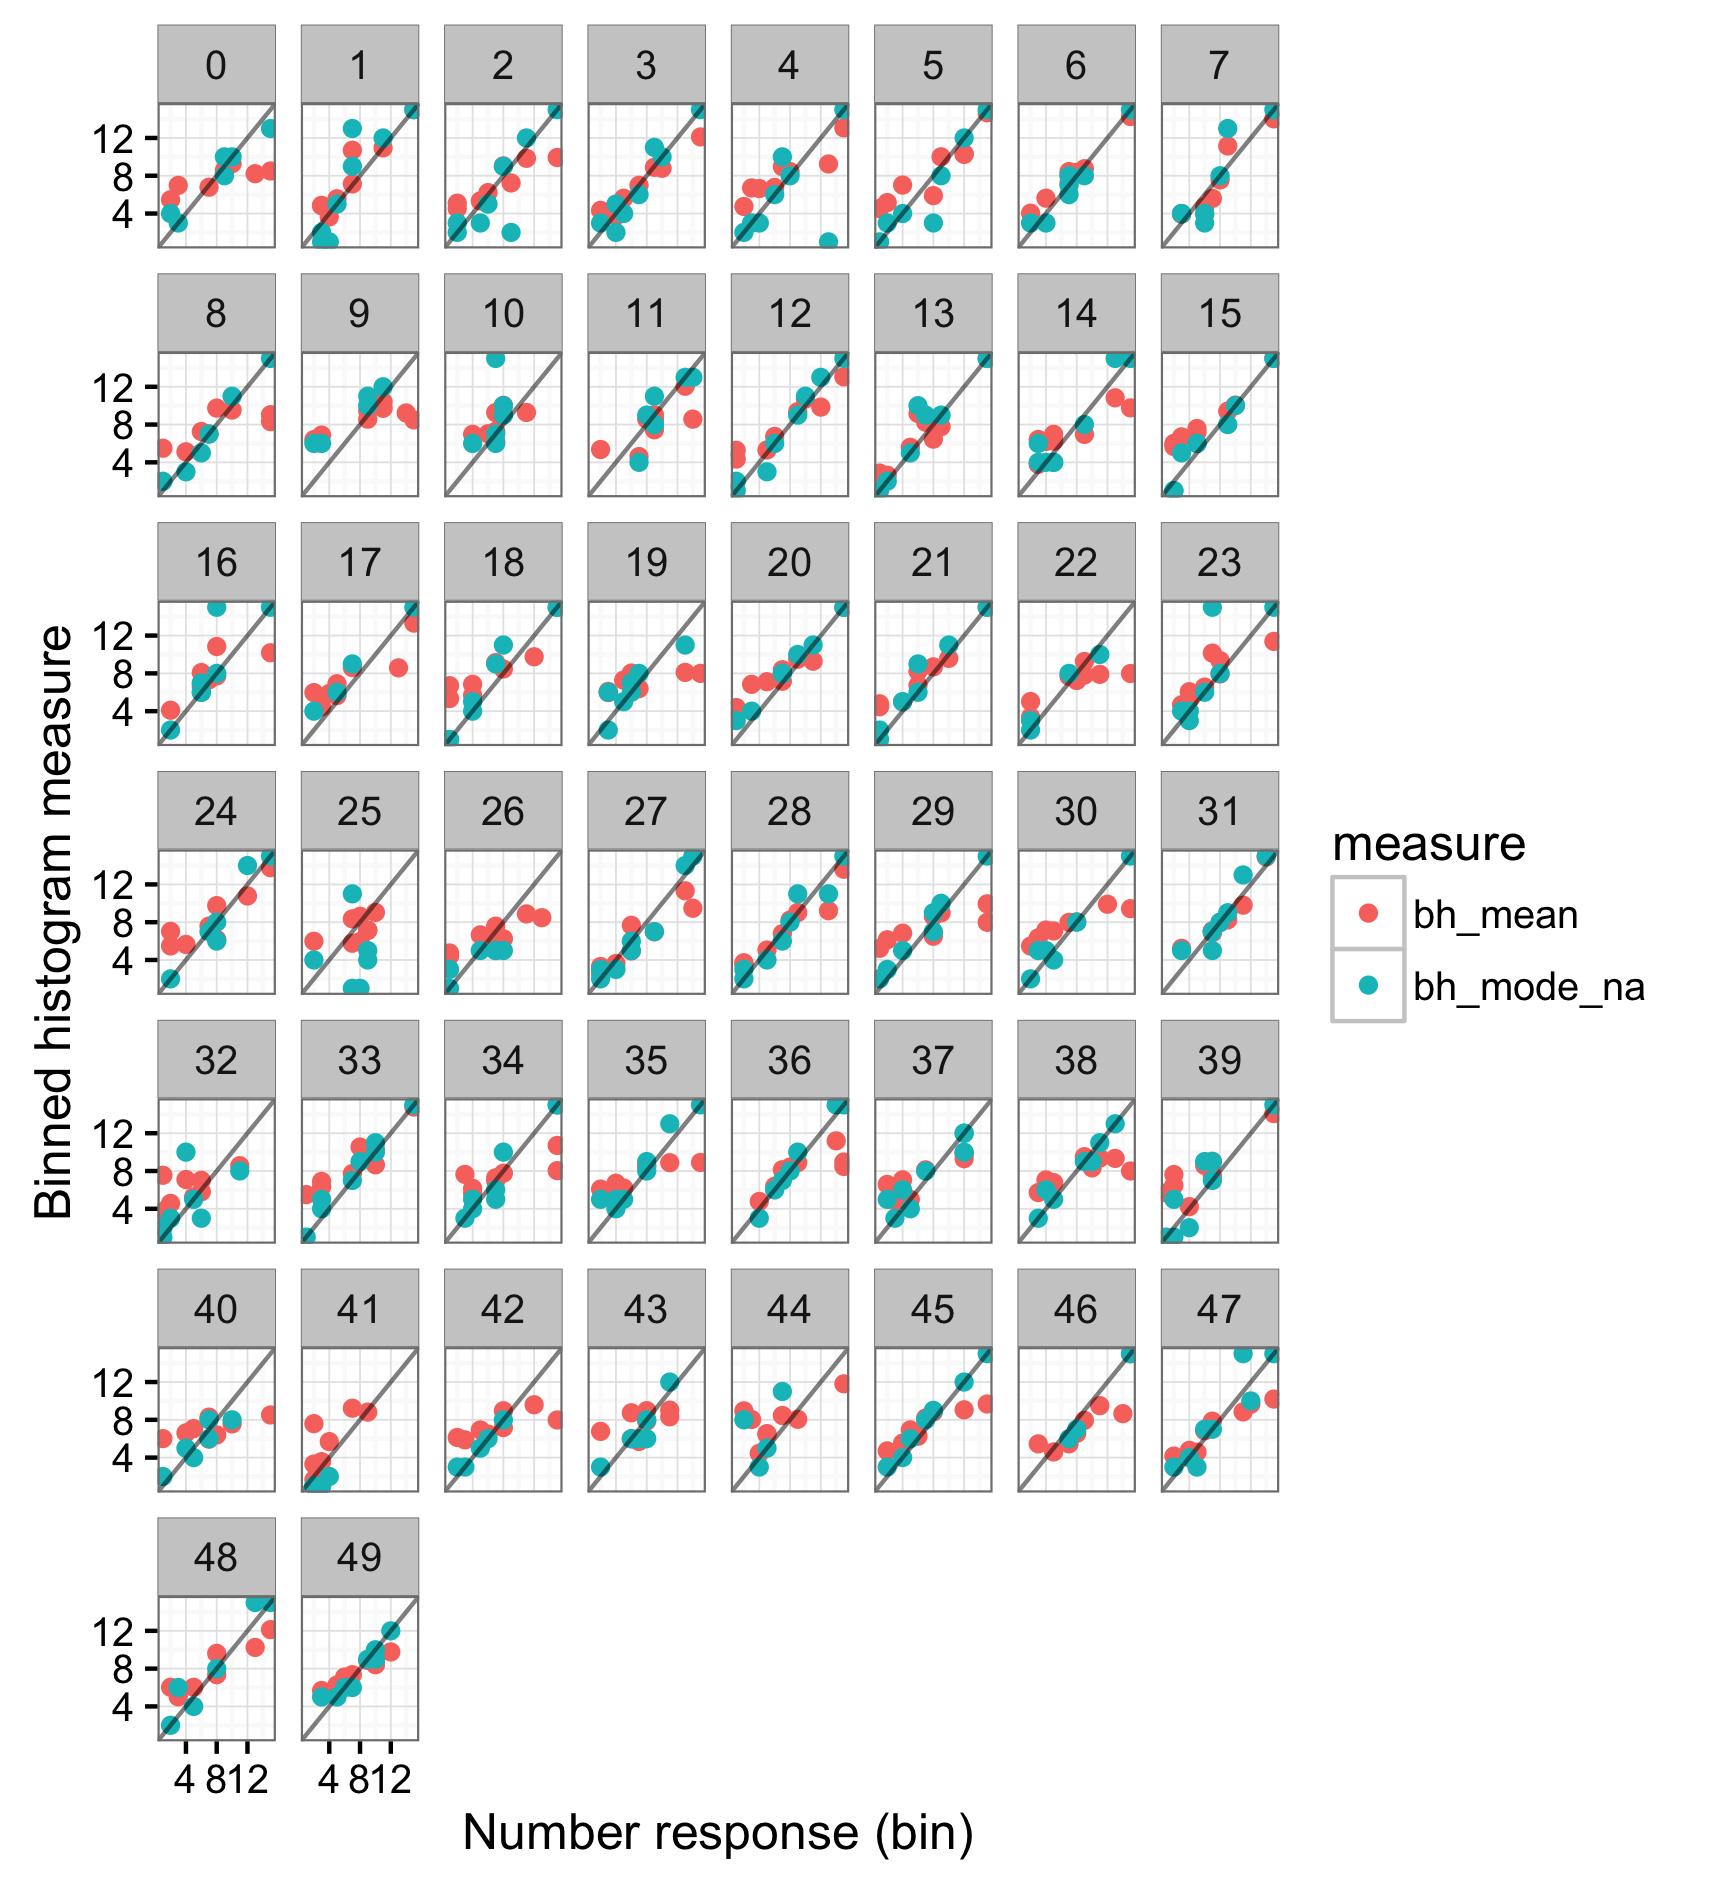 0 1 2 3 4 5 6 7
12
8
4
8 9 10 11 12 13 14 15
12
8
4
16 17 18 19 20 21 22 23
12
8
4
24 25 26 27 28 29 30 31
12
8
4
32 33 34 35 36 37 38 39
12
8
4
40 41 42 43 44 45 46 47
12
8
4
48 49
12
8
4
4 8 12 4 8 12
Number response (bin)
Binned histogram measure
measure
bh_mean
bh_mode_na